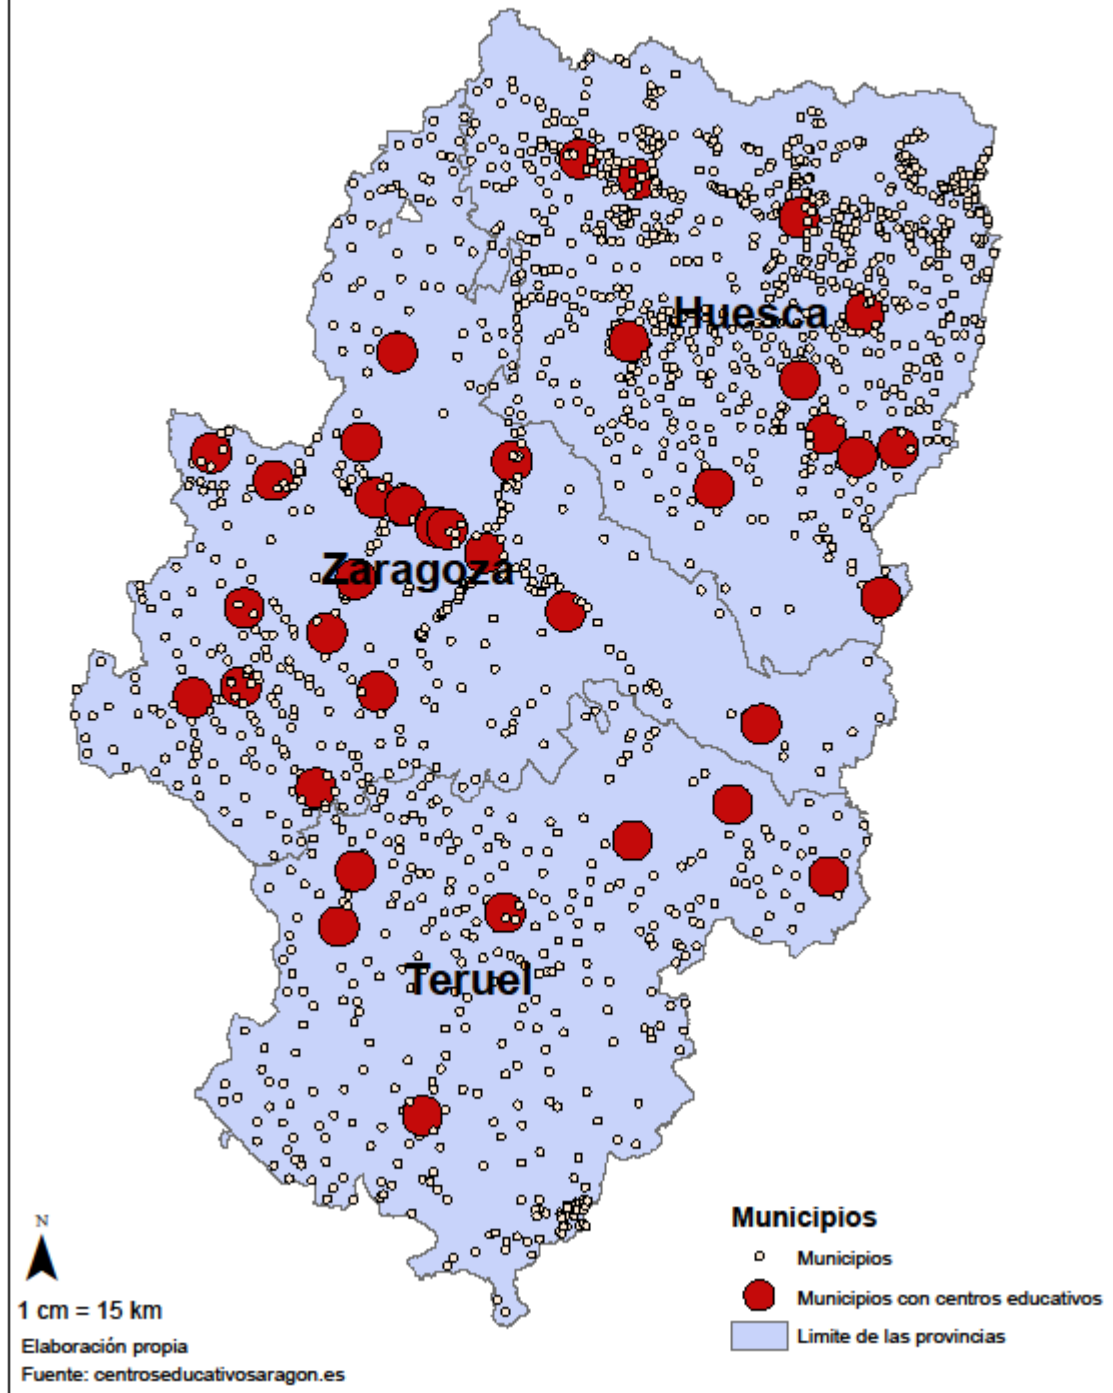 Huesca
Zaragoza
Teruel
N
1 cm = 15 km
Elaboración propia
Fuente: centroseducativosaragon.es
Municipios
Municipios
Municipios con centros educativos
Limite de las provincias